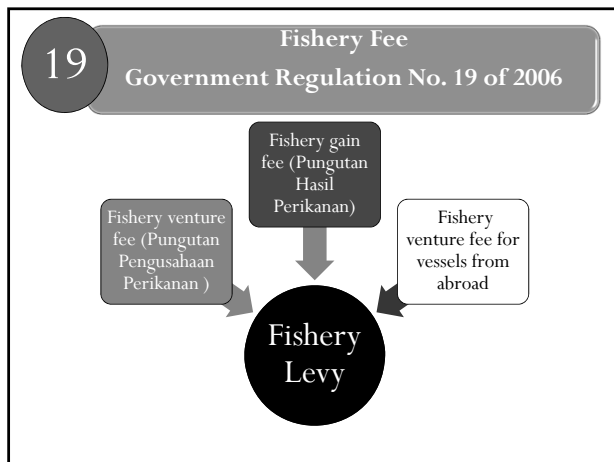 19
Fishery Fee
Government Regulation No. 19 of 2006
Fishery gain
fee (Pungutan
Hasil
Perikanan)
Fishery venture
fee (Pungutan
Pengusahaan
Perikanan )
Fishery
venture fee for
vessels from
abroad
Fishery
Levy